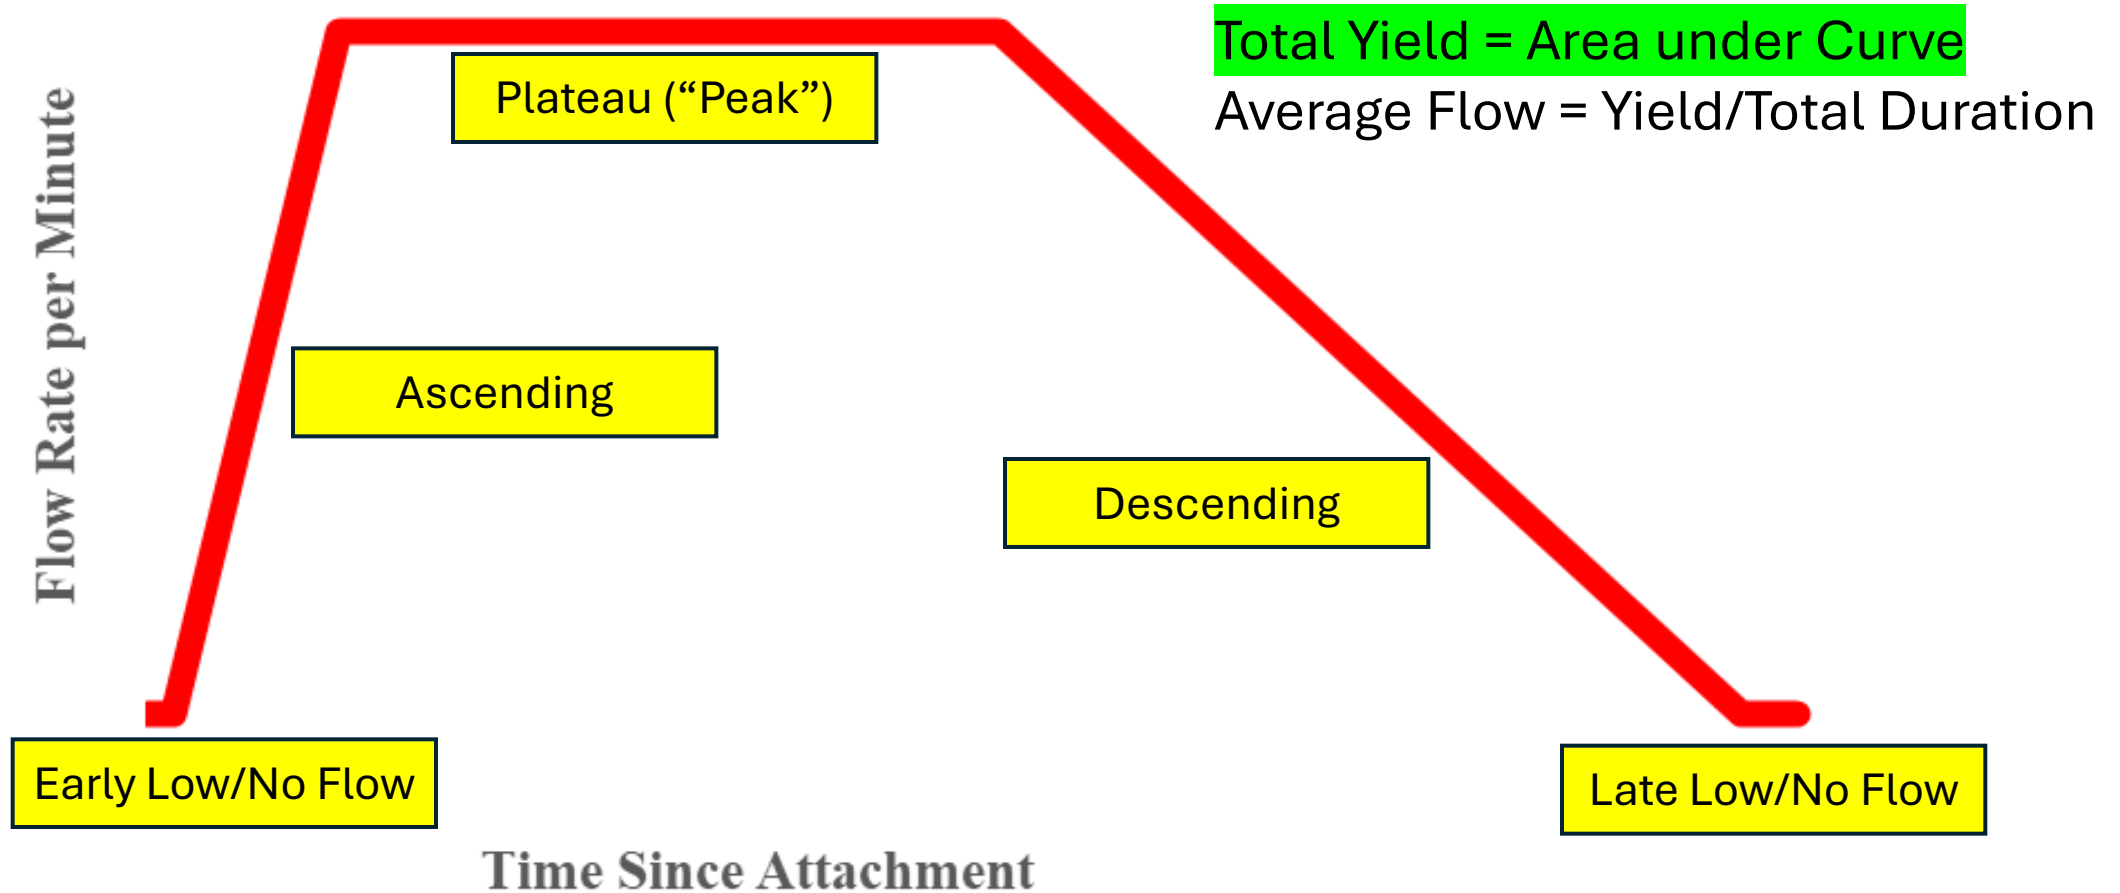 Total Yield = Area under Curve
Average Flow = Yield/Total Duration
Plateau (“Peak”)
Flow Rate per Minute
Ascending
Descending
Early Low/No Flow
Late Low/No Flow
Time Since Attachment